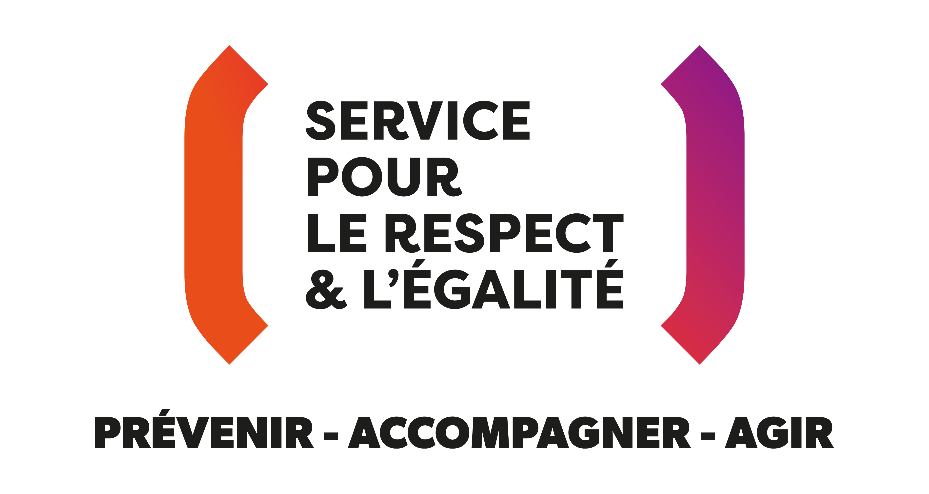 SERVICE
POUR
LE RESPECT
& L'ÉGALITÉ
PRÉVENIR - ACCOMPAGNER - AGIR